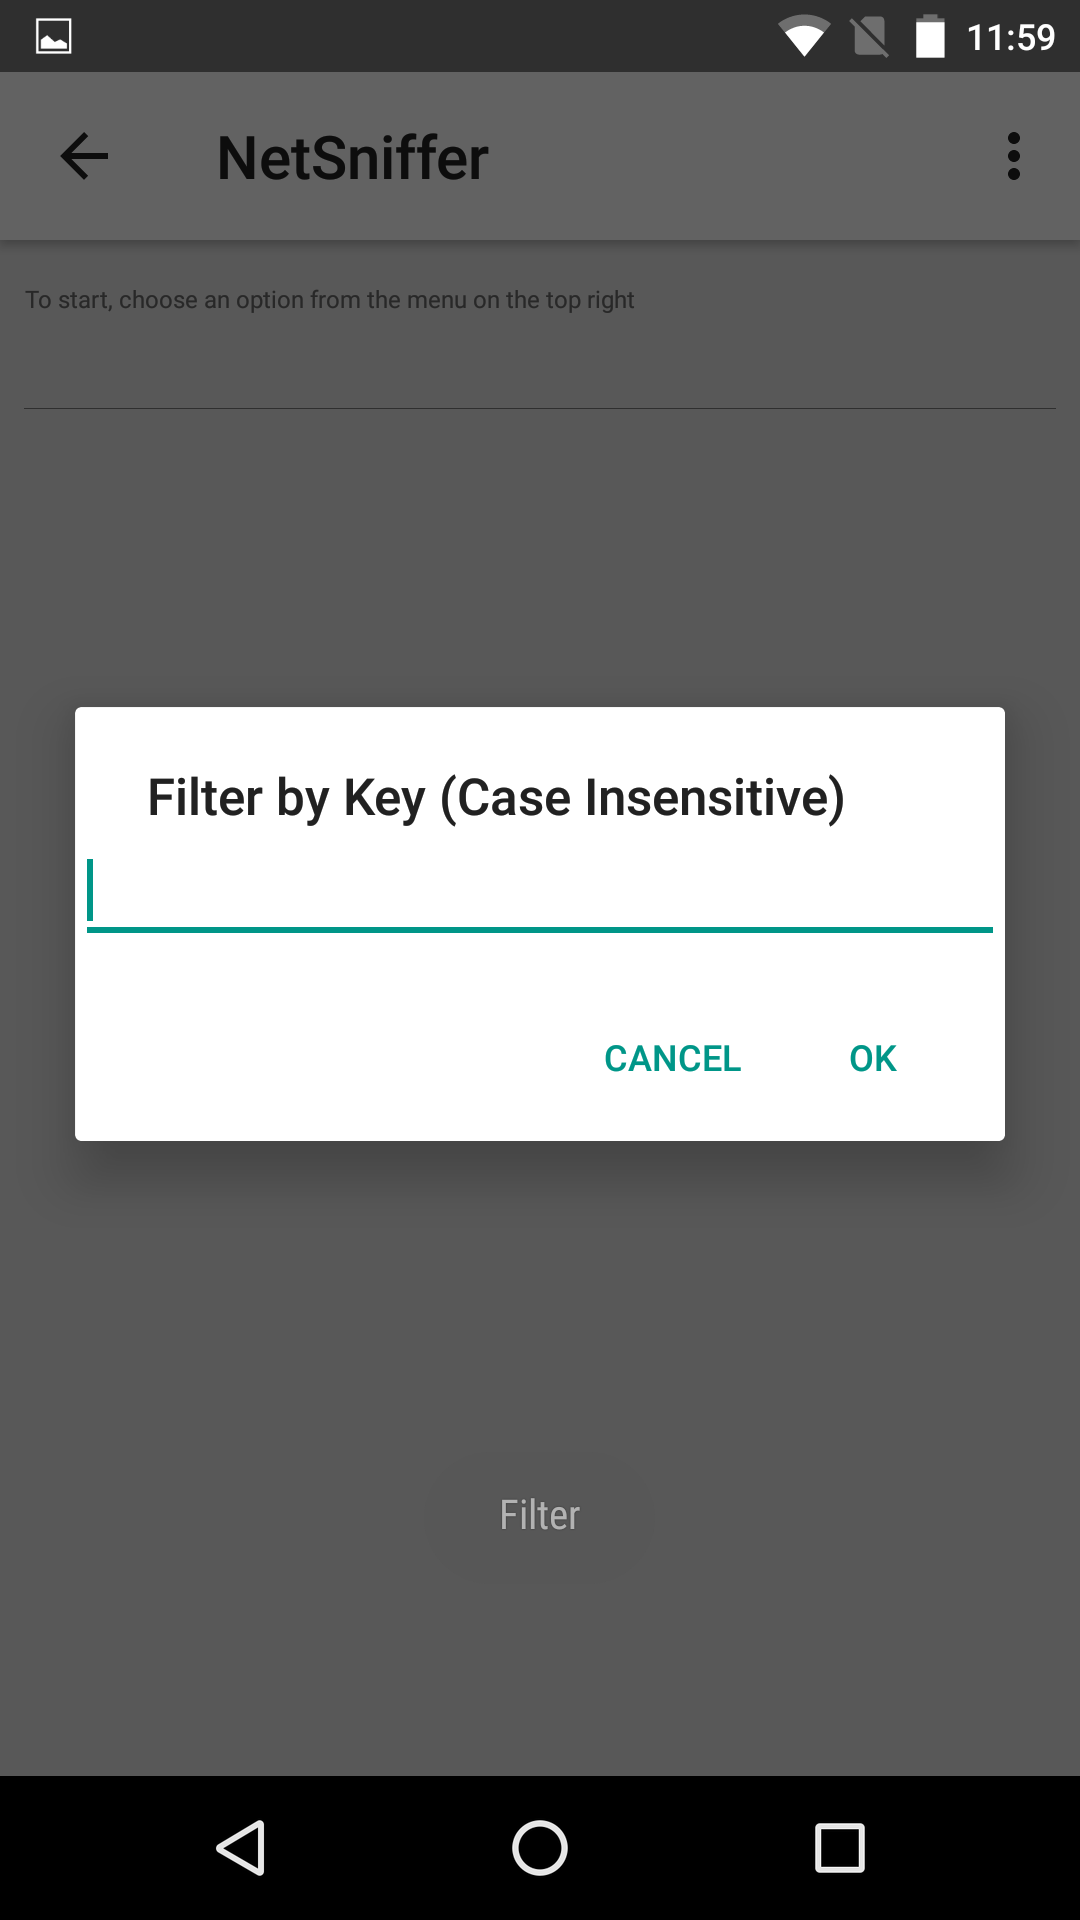 11:59
NetSniffer
To start, choose an option from the menu on the top right
Filter by Key (Case Insensitive)
CANCEL OK
Filter